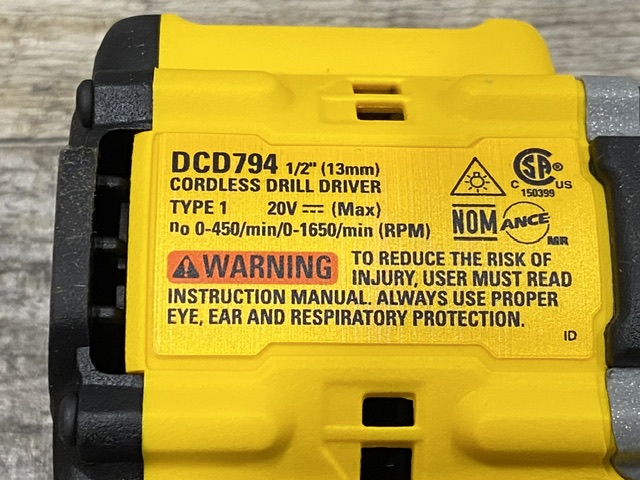 DCD794 1/2" (13mm)
CORDLESS DRILL DRIVER
TYPE 1 20V ⎓ (Max)
no 0-450/min/0-1650/min (RPM)
CSA ®
C US
150399
NOM ANCE
MR
WARNING TO REDUCE THE RISK OF
INJURY, USER MUST READ
INSTRUCTION MANUAL. ALWAYS USE PROPER
EYE, EAR AND RESPIRATORY PROTECTION.
ID